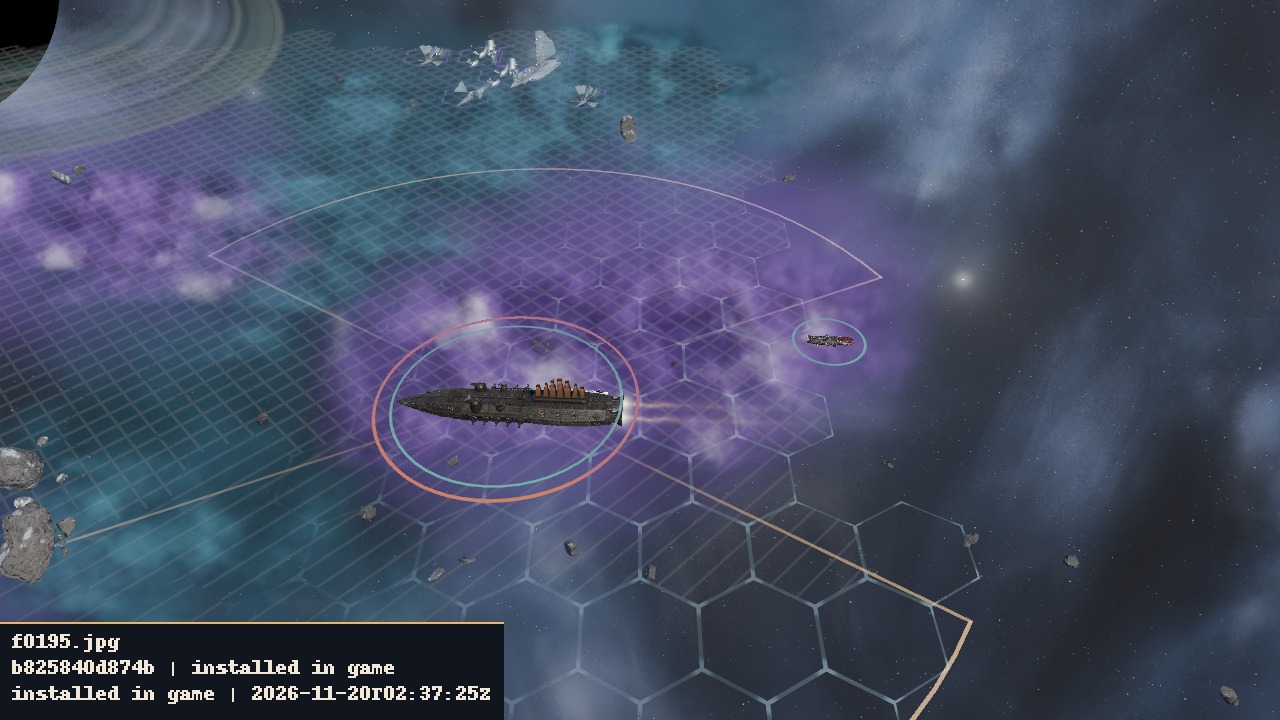 f0195.jpg
b825840d874b | installed in game
installed in game | 2026-11-20T02:37:25Z